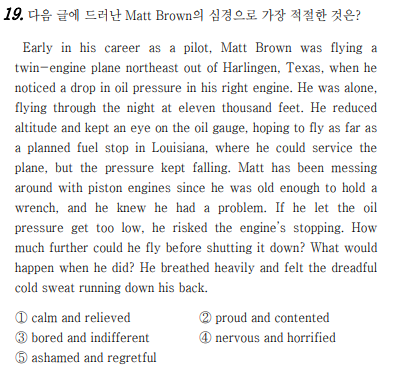 19. 다음 글에 드러난 Matt Brown의 심경으로 가장 적절한 것은?
Early in his career as a pilot, Matt Brown was flying a
twin-engine plane northeast out of Harlingen, Texas, when he
noticed a drop in oil pressure in his right engine. He was alone,
flying through the night at eleven thousand feet. He reduced
altitude and kept an eye on the oil gauge, hoping to fly as far as
a planned fuel stop in Louisiana, where he could service the
plane, but the pressure kept falling. Matt has been messing
around with piston engines since he was old enough to hold a
wrench, and he knew he had a problem. If he let the oil
pressure get too low, he risked the engine's stopping. How
much further could he fly before shutting it down? What would
happen when he did? He breathed heavily and felt the dreadful
cold sweat running down his back.
① calm and relieved ② proud and contented
③ bored and indifferent ④ nervous and horrified
⑤ ashamed and regretful